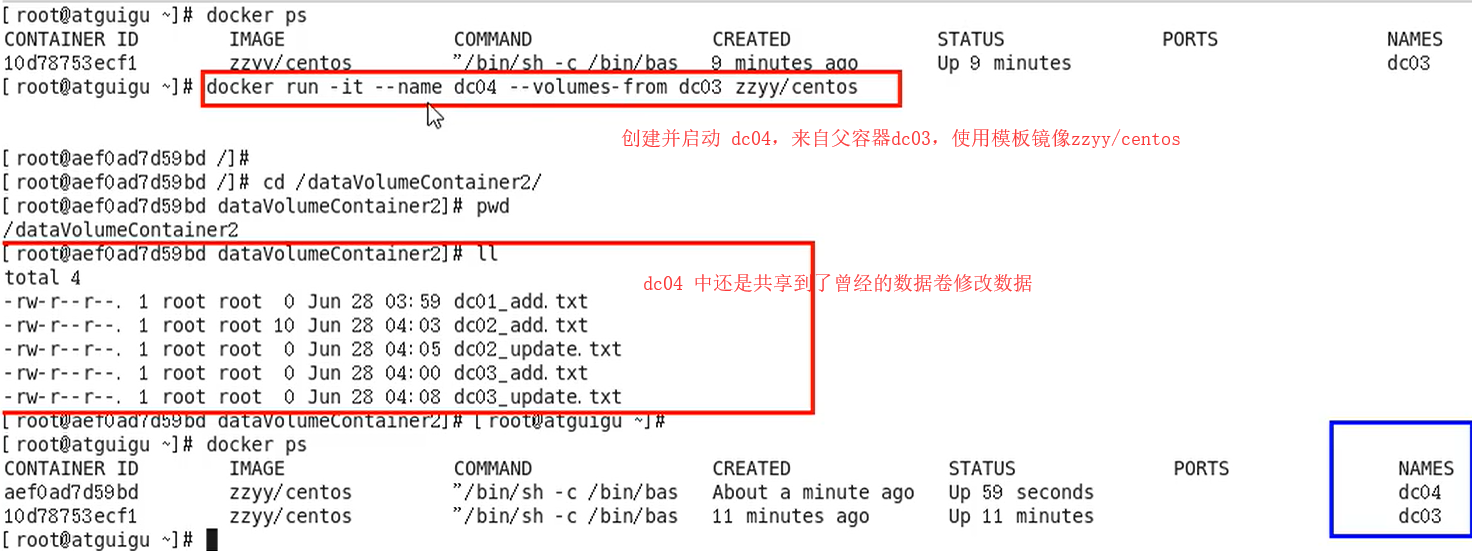 [root@atguigu ~]# docker ps
CONTAINER ID IMAGE COMMAND CREATED STATUS PORTS NAMES
10d78753ecf1 zzyy/centos "/bin/sh -c /bin/bas 9 minutes ago Up 9 minutes dc03
[root@atguigu ~]# docker run -it --name dc04 --volumes-from dc03 zzyy/centos
创建并启动 dc04，来自父容器dc03，使用模板镜像zzyy/centos
[root@aef0ad7d59bd /]#
[root@aef0ad7d59bd /]# cd /dataVolumeContainer2/
[root@aef0ad7d59bd dataVolumeContainer2]# pwd
/dataVolumeContainer2
[root@aef0ad7d59bd dataVolumeContainer2]# ll
total 4
dc04 中还是共享到了曾经的数据卷修改数据
-rw-r--r--. 1 root root 0 Jun 28 03:59 dc01_add.txt
-rw-r--r--. 1 root root 10 Jun 28 04:03 dc02_add.txt
-rw-r--r--. 1 root root 0 Jun 28 04:05 dc02_update.txt
-rw-r--r--. 1 root root 0 Jun 28 04:00 dc03_add.txt
-rw-r--r--. 1 root root 0 Jun 28 04:08 dc03_update.txt
[root@aef0ad7d59bd dataVolumeContainer2]# [root@atguigu ~]#
[root@atguigu ~]# docker ps
CONTAINER ID IMAGE COMMAND CREATED STATUS PORTS NAMES
aef0ad7d59bd zzyy/centos "/bin/sh -c /bin/bas About a minute ago Up 59 seconds dc04
10d78753ecf1 zzyy/centos "/bin/sh -c /bin/bas 11 minutes ago Up 11 minutes dc03
[root@atguigu ~]#